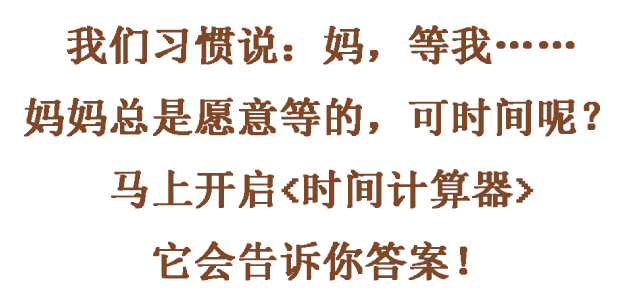 我们习惯说：妈，等我……
妈妈总是愿意等的，可时间呢？
马上开启<时间计算器>
它会告诉你答案！